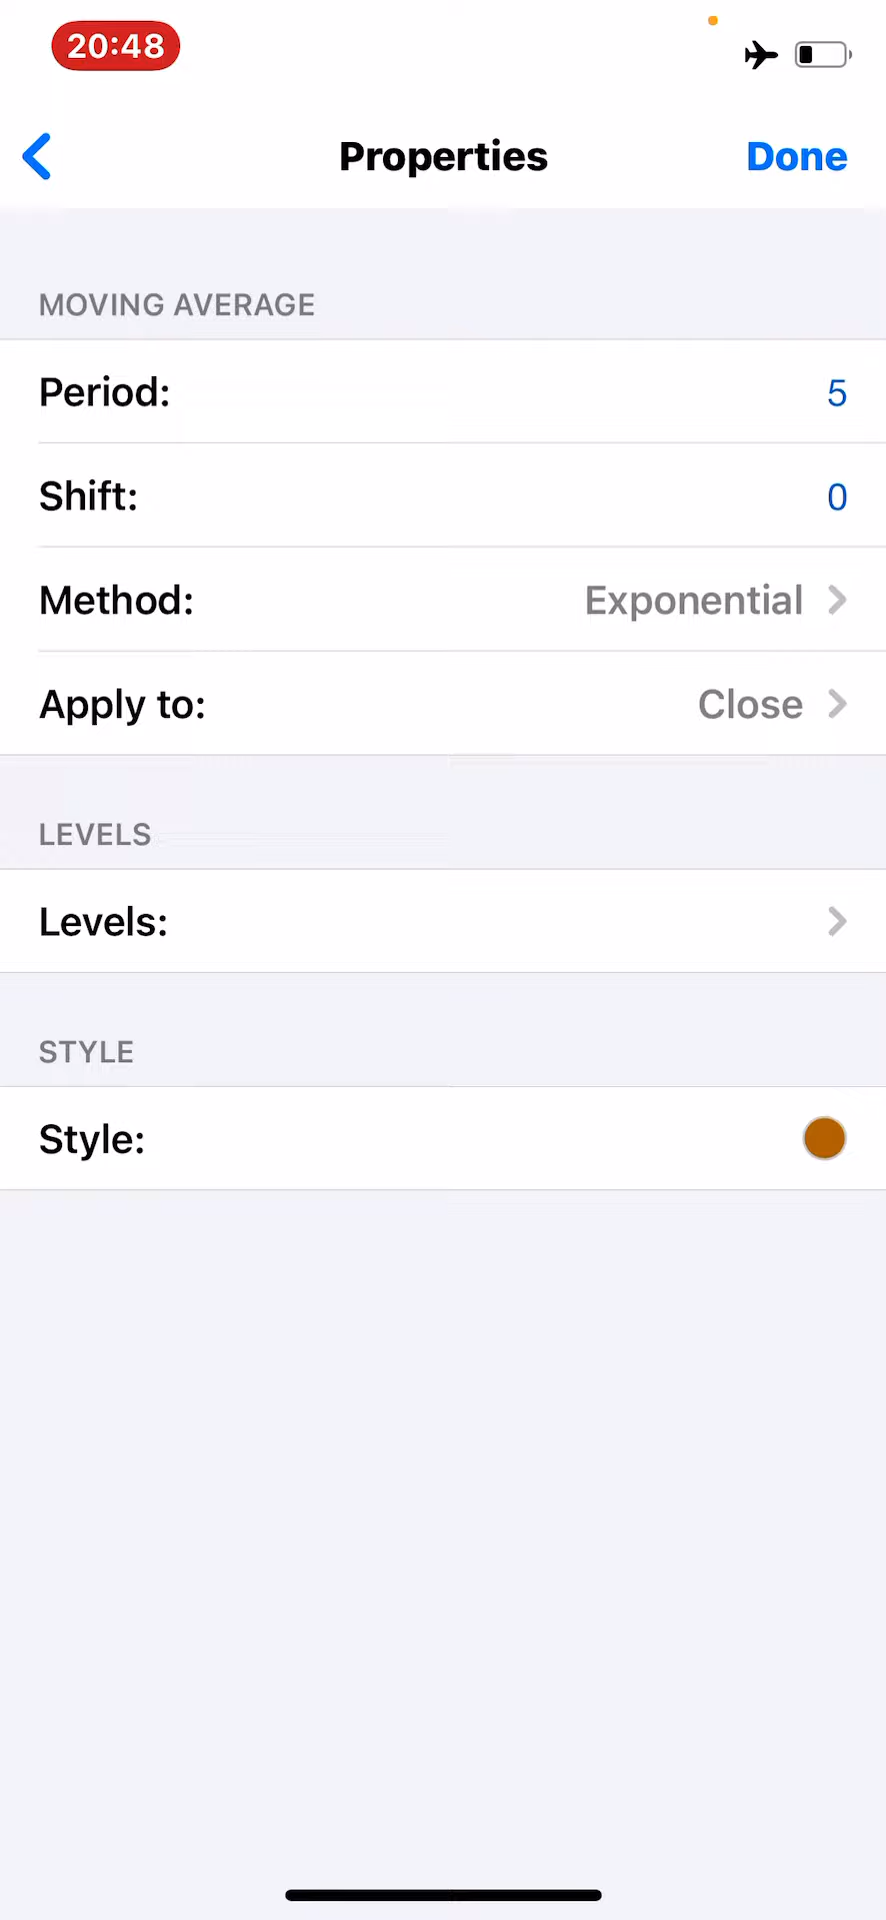 20:48
Properties
Done
MOVING AVERAGE
Period: 5
Shift: 0
Method: Exponential
Apply to: Close
LEVELS
Levels:
STYLE
Style: